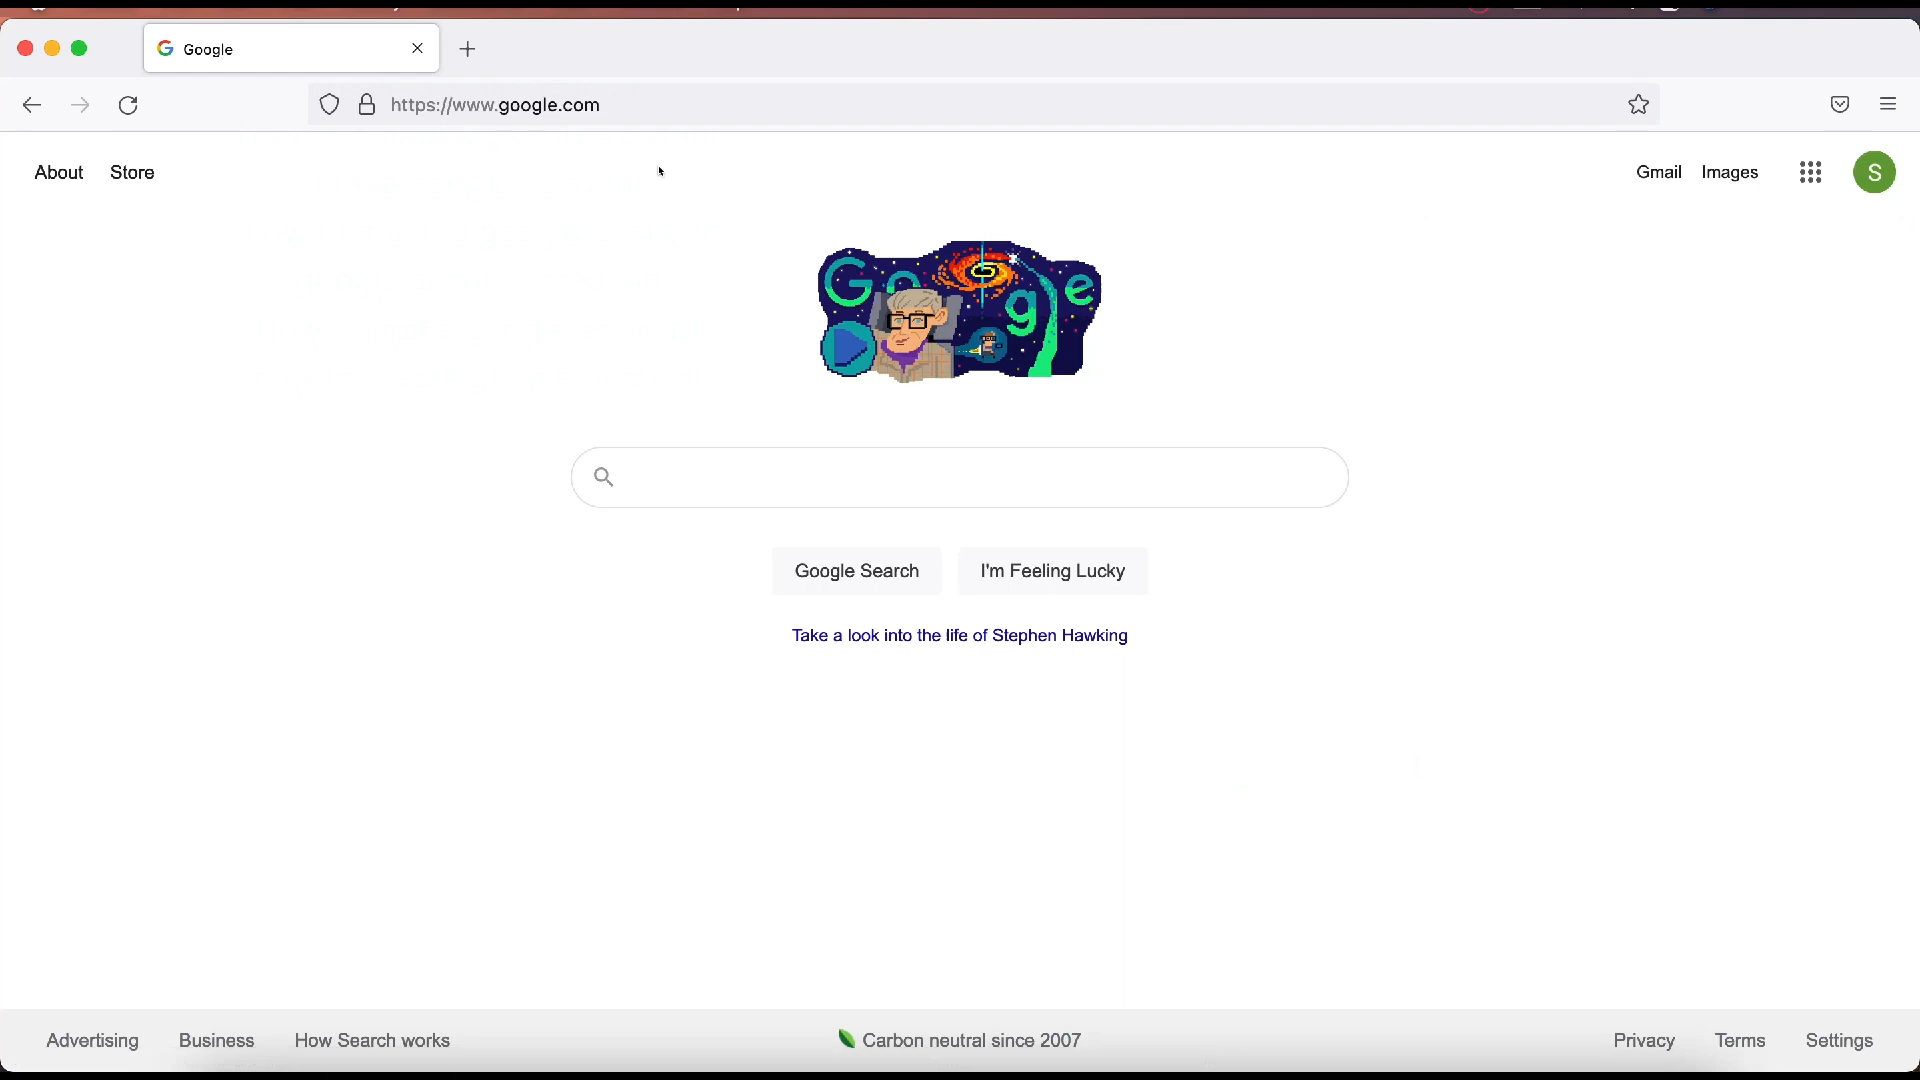 Google
https://www.google.com
About Store
Gmail Images
S
Google
Google Search
I'm Feeling Lucky
Take a look into the life of Stephen Hawking
Advertising Business How Search works
Carbon neutral since 2007
Privacy Terms Settings